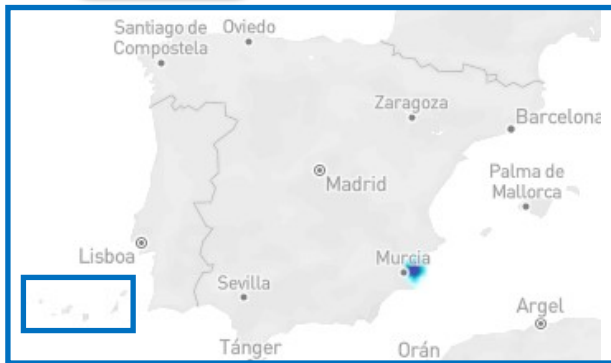 Santiago de
Compostela
Oviedo
Zaragoza
Barcelona
Madrid
Palma de
Mallorca
Lisboa
Murcia
Sevilla
Argel
Tánger
Orán